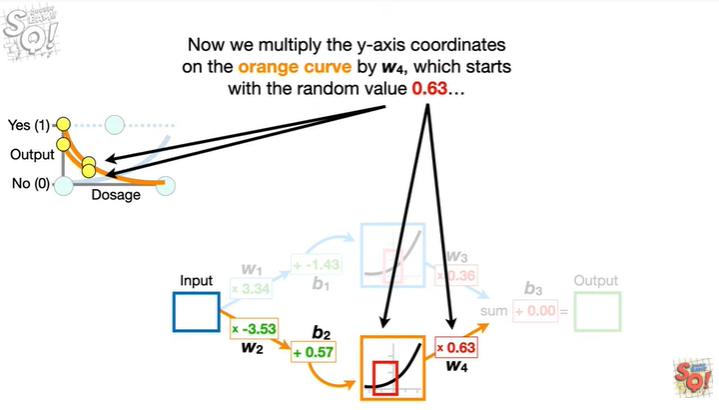 Now we multiply the y-axis coordinates
on the orange curve by w4, which starts
with the random value 0.63…
Yes (1)
Output
No (0)
Dosage
Input
w1
x 3.34
+ -1.43
b1
w3
x 0.36
b3
Output
sum + 0.00 =
x -3.53
w2
b2
+ 0.57
x 0.63
w4
SQ!